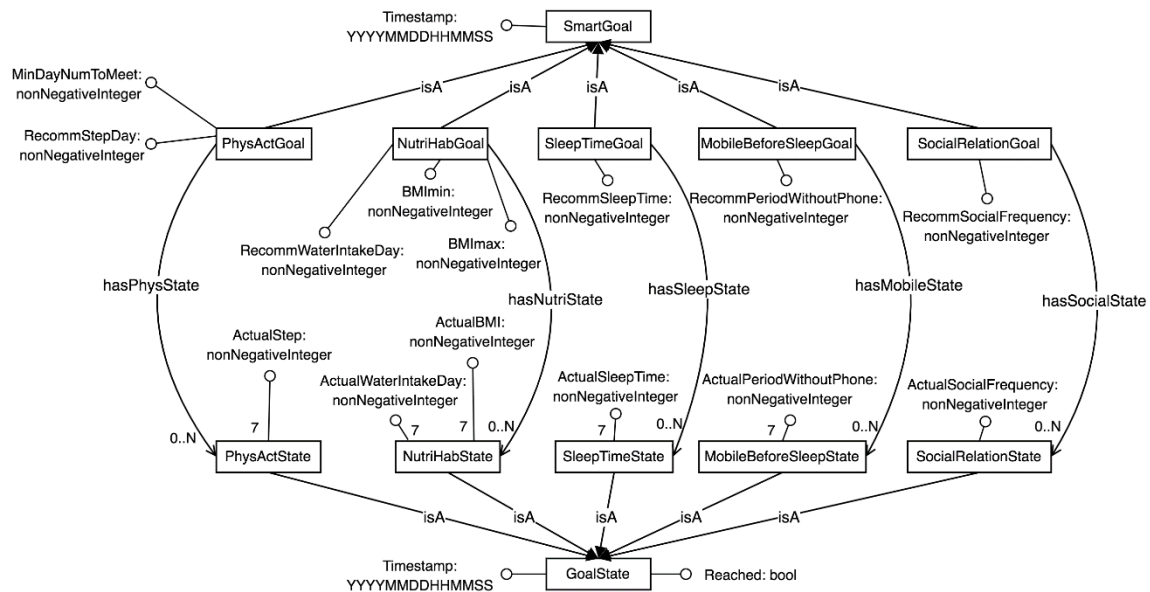 Timestamp:
YYYYMMDDHHMMSS
SmartGoal
MinDayNumToMeet:
nonNegativeInteger
isA
isA
isA
isA
isA
RecommStepDay:
nonNegativeInteger
PhysActGoal
NutriHabGoal
SleepTimeGoal
MobileBeforeSleepGoal
SocialRelationGoal
BMImin:
nonNegativeInteger
RecommSleepTime:
nonNegativeInteger
RecommPeriodWithoutPhone:
nonNegativeInteger
RecommSocialFrequency:
nonNegativeInteger
RecommWaterIntakeDay:
nonNegativeInteger
BMImax:
nonNegativeInteger
hasPhysState
hasNutriState
hasSleepState
hasMobileState
hasSocialState
ActualStep:
nonNegativeInteger
ActualBMI:
nonNegativeInteger
ActualWaterIntakeDay:
nonNegativeInteger
ActualSleepTime:
nonNegativeInteger
ActualPeriodWithoutPhone:
nonNegativeInteger
ActualSocialFrequency:
nonNegativeInteger
0..N
7
7
7
0..N
7
0..N
7
0..N
0..N
PhysActState
NutriHabState
SleepTimeState
MobileBeforeSleepState
SocialRelationState
isA
isA
isA
isA
isA
Timestamp:
YYYYMMDDHHMMSS
GoalState
Reached: bool